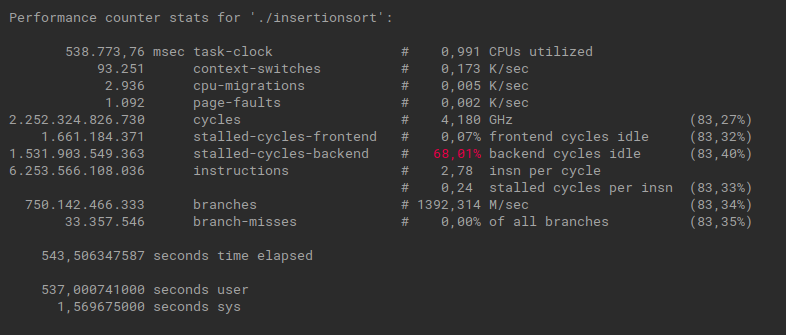 Performance counter stats for './insertionsort':
538.773,76 msec task-clock # 0,991 CPUs utilized
93.251 context-switches # 0,173 K/sec
2.936 cpu-migrations # 0,005 K/sec
1.092 page-faults # 0,002 K/sec
2.252.324.826.730 cycles # 4,180 GHz (83,27%)
1.661.184.371 stalled-cycles-frontend # 0,07% frontend cycles idle (83,32%)
1.531.903.549.363 stalled-cycles-backend # 68,01% backend cycles idle (83,40%)
6.253.566.108.036 instructions # 2,78 insn per cycle
# 0,24 stalled cycles per insn (83,33%)
750.142.466.333 branches # 1392,314 M/sec (83,34%)
33.357.546 branch-misses # 0,00% of all branches (83,35%)
543,506347587 seconds time elapsed
537,000741000 seconds user
1,569675000 seconds sys